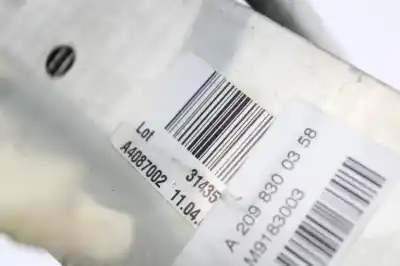 Lot
31435
A4087002 11.04.
A 209 830 03 58
M9183003